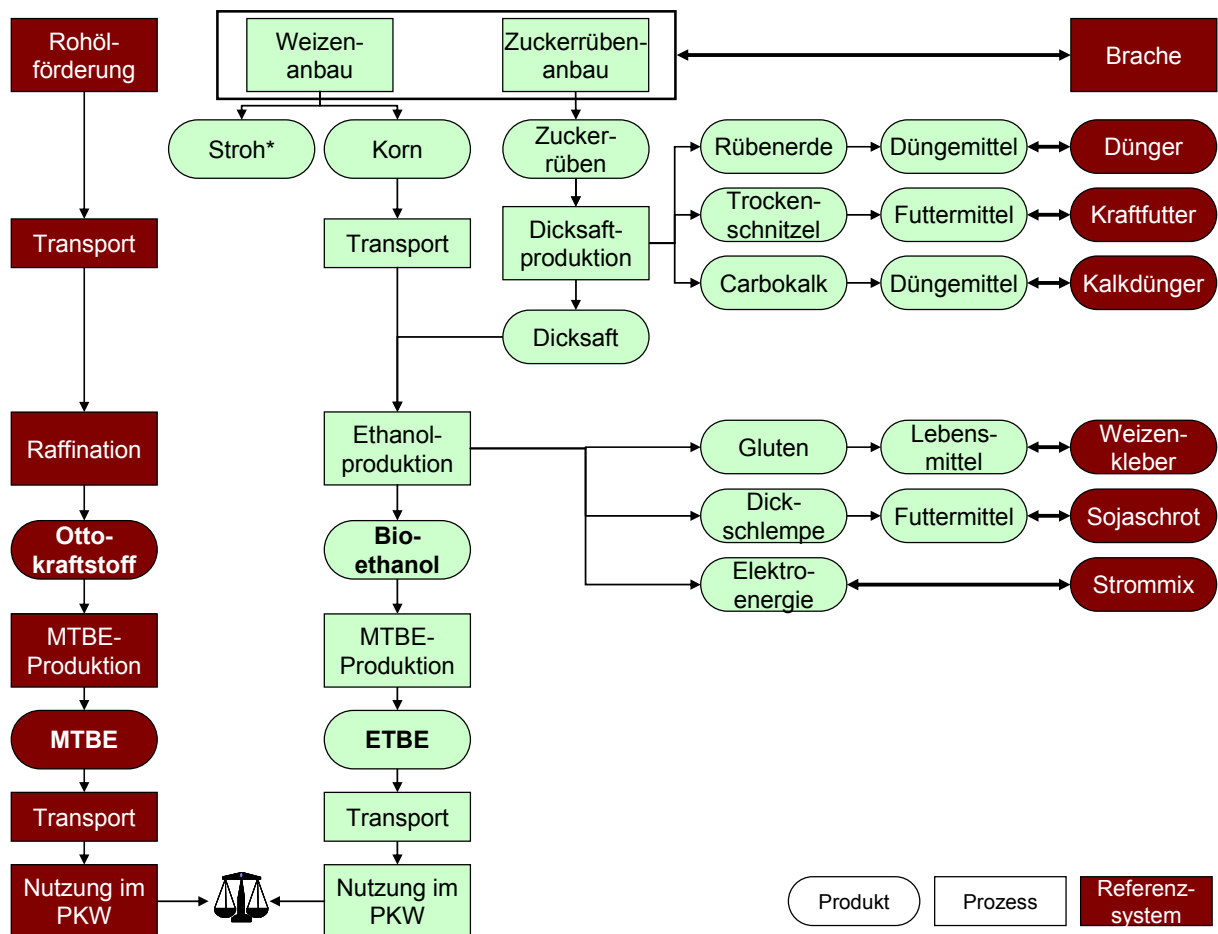 Rohöl-
förderung
Weizen-
anbau
Zuckerrüben-
anbau
Brache
Stroh*
Korn
Zucker-
rüben
Rübenerde
Düngemittel
Dünger
Transport
Transport
Dicksaft-
produktion
Trocken-
schnitzel
Futtermittel
Kraftfutter
Carbokalk
Düngemittel
Kalkdünger
Dicksaft
Raffination
Ethanol-
produktion
Gluten
Lebens-
mittel
Weizen-
kleber
Otto-
kraftstoff
Bio-
ethanol
Dick-
schlempe
Futtermittel
Sojaschrot
Elektro-
energie
Strommix
MTBE-
Produktion
MTBE-
Produktion
MTBE
ETBE
Transport
Transport
Nutzung im
PKW
Nutzung im
PKW
Produkt
Prozess
Referenz-
system